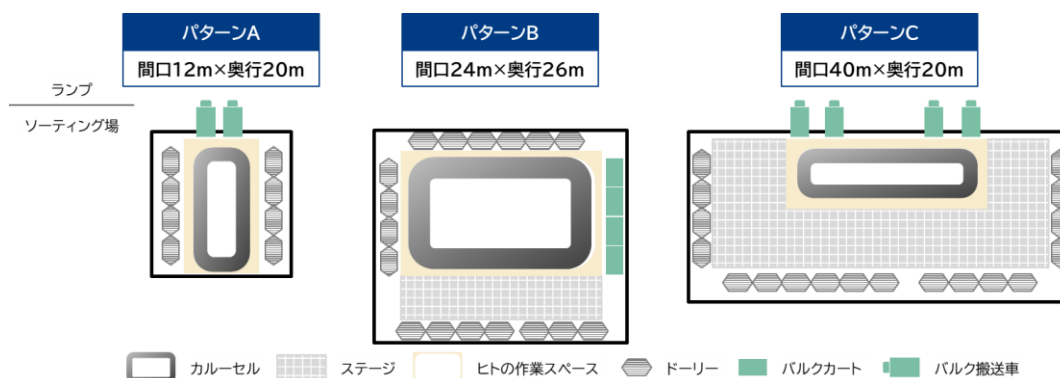 パターンA
間口12m×奥行20m
パターンB
間口24m×奥行26m
パターンC
間口40m×奥行20m
ランプ
ソーティング場
カルーセル
ステージ
ヒトの作業スペース
ドーリー
バルクカート
バルク搬送車